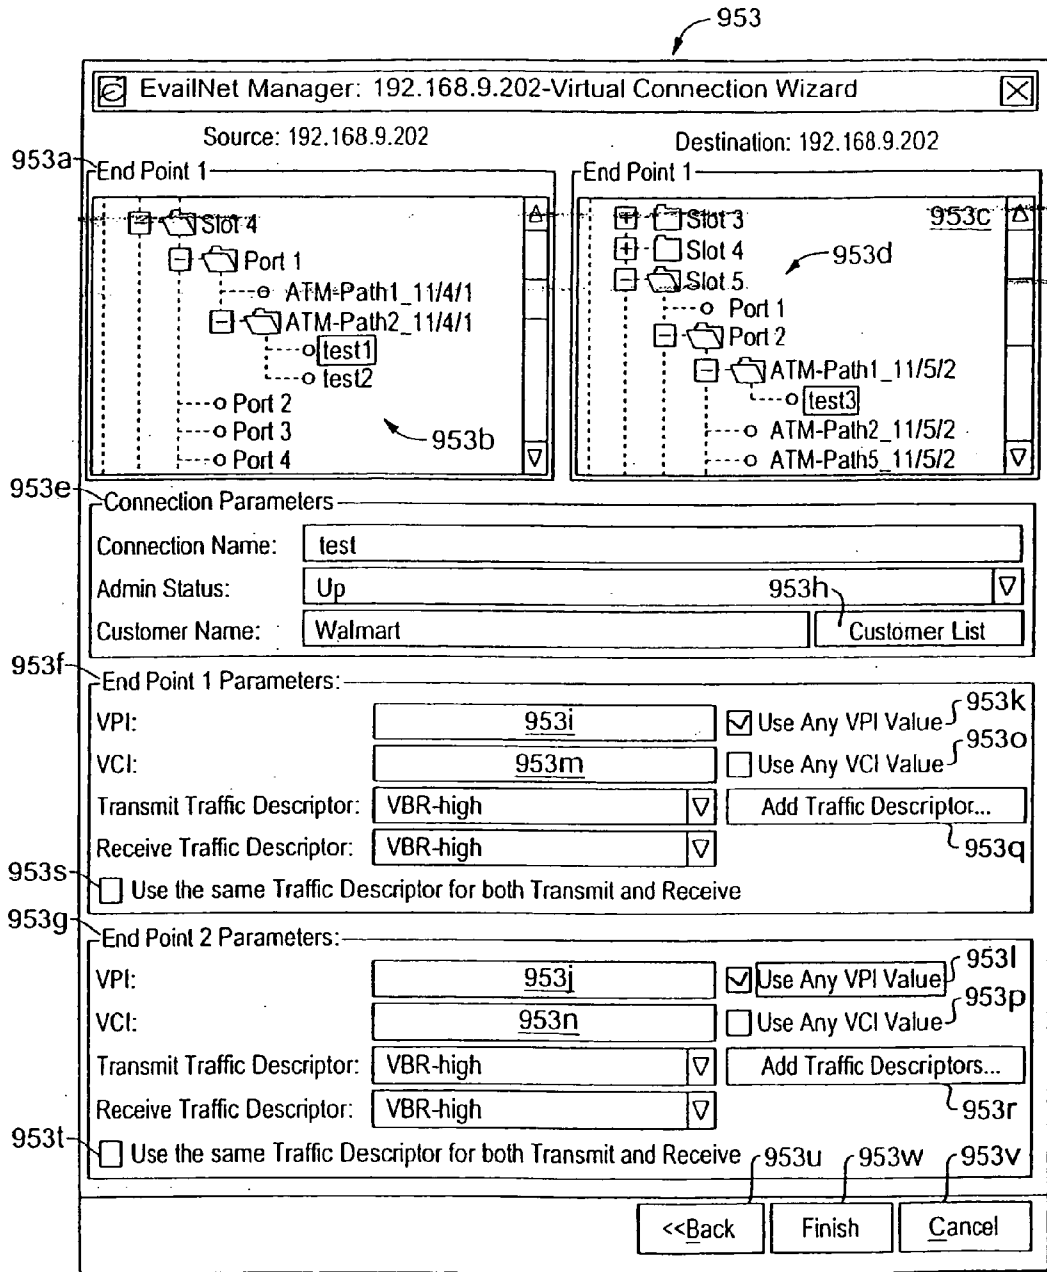 953
EvailNet Manager: 192.168.9.202-Virtual Connection Wizard
Source: 192.168.9.202
Destination: 192.168.9.202
953a
End Point 1
Slot 4
Port 1
ATM-Path1_11/4/1
ATM-Path2_11/4/1
test1
test2
Port 2
Port 3
Port 4
953b
End Point 1
953c
Slot 3
Slot 4
953d
Slot 5
Port 1
Port 2
ATM-Path1_11/5/2
test3
ATM-Path2_11/5/2
ATM-Path5_11/5/2
953e
Connection Parameters
Connection Name: test
Admin Status: Up 953h
Customer Name: Walmart Customer List
953f
End Point 1 Parameters:
VPI: 953i Use Any VPI Value 953k
VCI: 953m Use Any VCI Value 953o
Transmit Traffic Descriptor: VBR-high Add Traffic Descriptor...
Receive Traffic Descriptor: VBR-high 953q
953s Use the same Traffic Descriptor for both Transmit and Receive
953g
End Point 2 Parameters:
VPI: 953j Use Any VPI Value 953l
VCI: 953n Use Any VCI Value 953p
Transmit Traffic Descriptor: VBR-high Add Traffic Descriptors...
Receive Traffic Descriptor: VBR-high 953r
953t Use the same Traffic Descriptor for both Transmit and Receive 953u 953w 953v
<<Back Finish Cancel